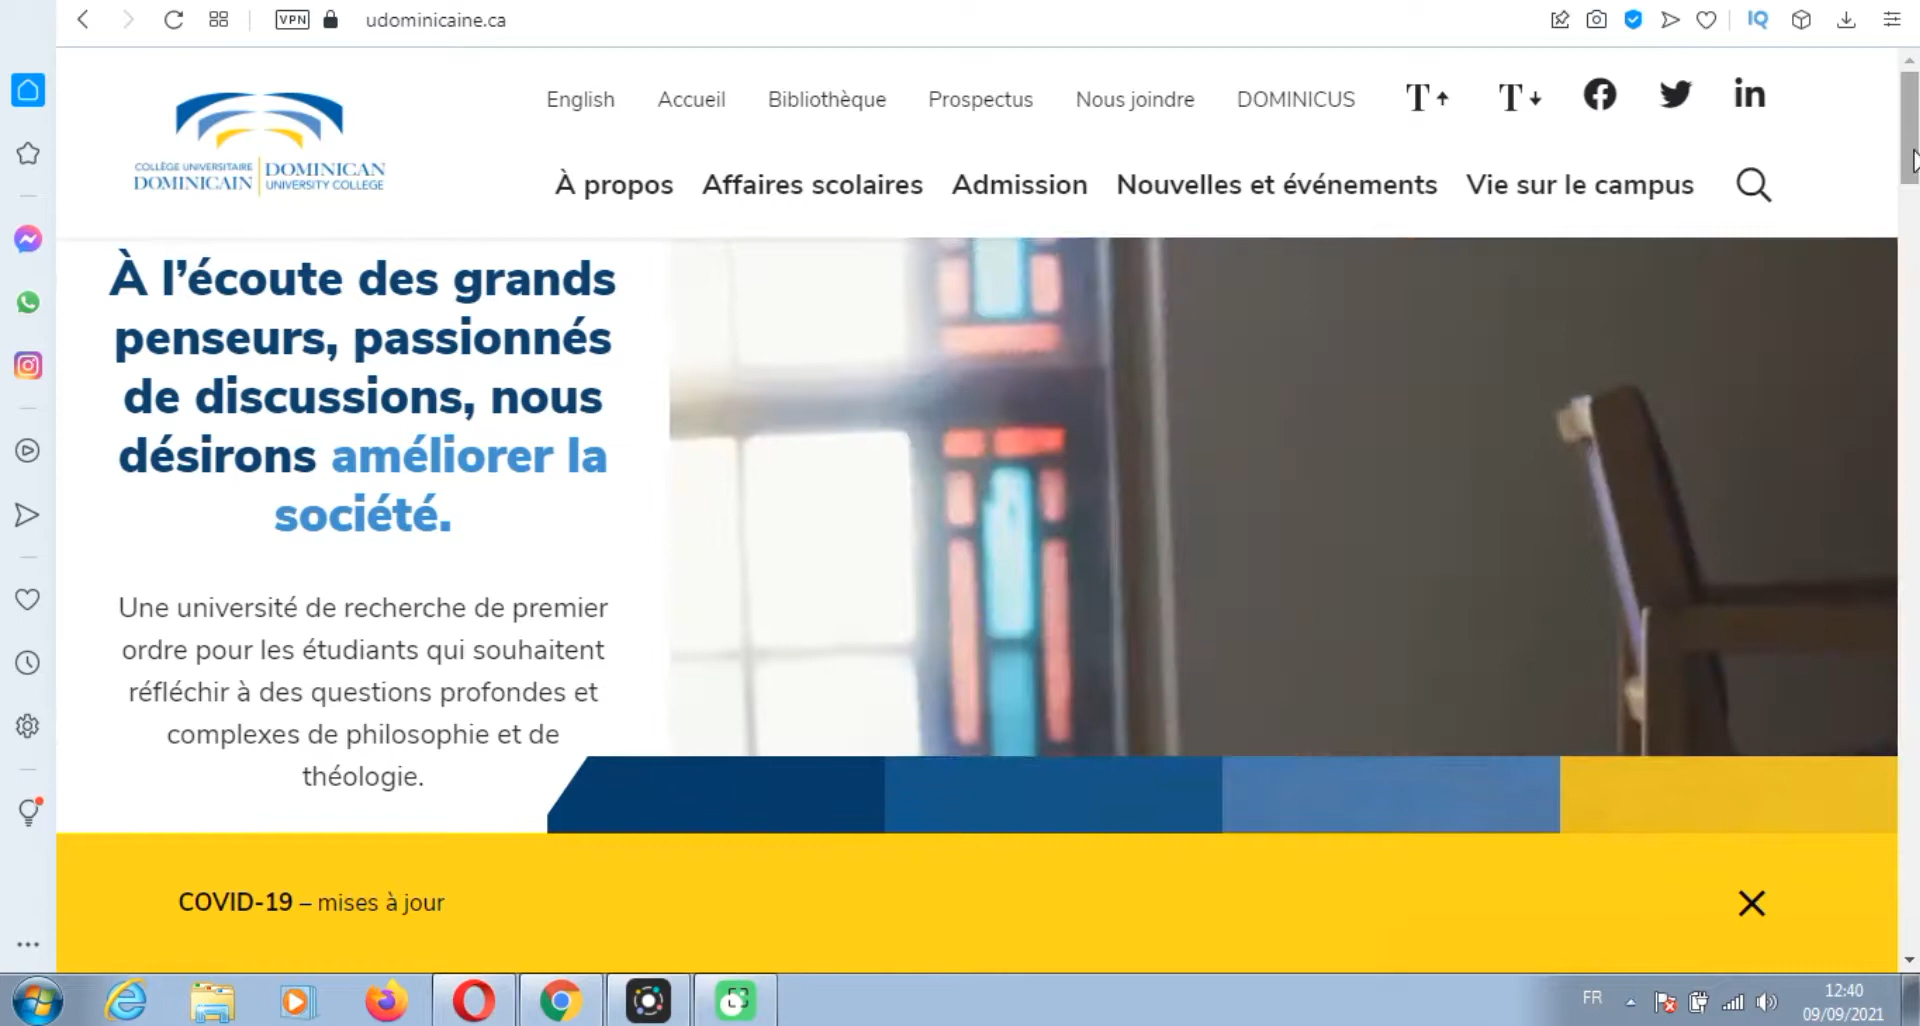 VPN
udominicaine.ca
IQ
COLLÈGE UNIVERSITAIRE
DOMINICAIN
DOMINICAN
UNIVERSITY COLLEGE
English Accueil Bibliothèque Prospectus Nous joindre DOMINICUS T T
À propos Affaires scolaires Admission Nouvelles et événements Vie sur le campus
À l’écoute des grands
penseurs, passionnés
de discussions, nous
désirons améliorer la
société.
Une université de recherche de premier
ordre pour les étudiants qui souhaitent
réfléchir à des questions profondes et
complexes de philosophie et de
théologie.
COVID-19 – mises à jour
FR
12:40
09/09/2021